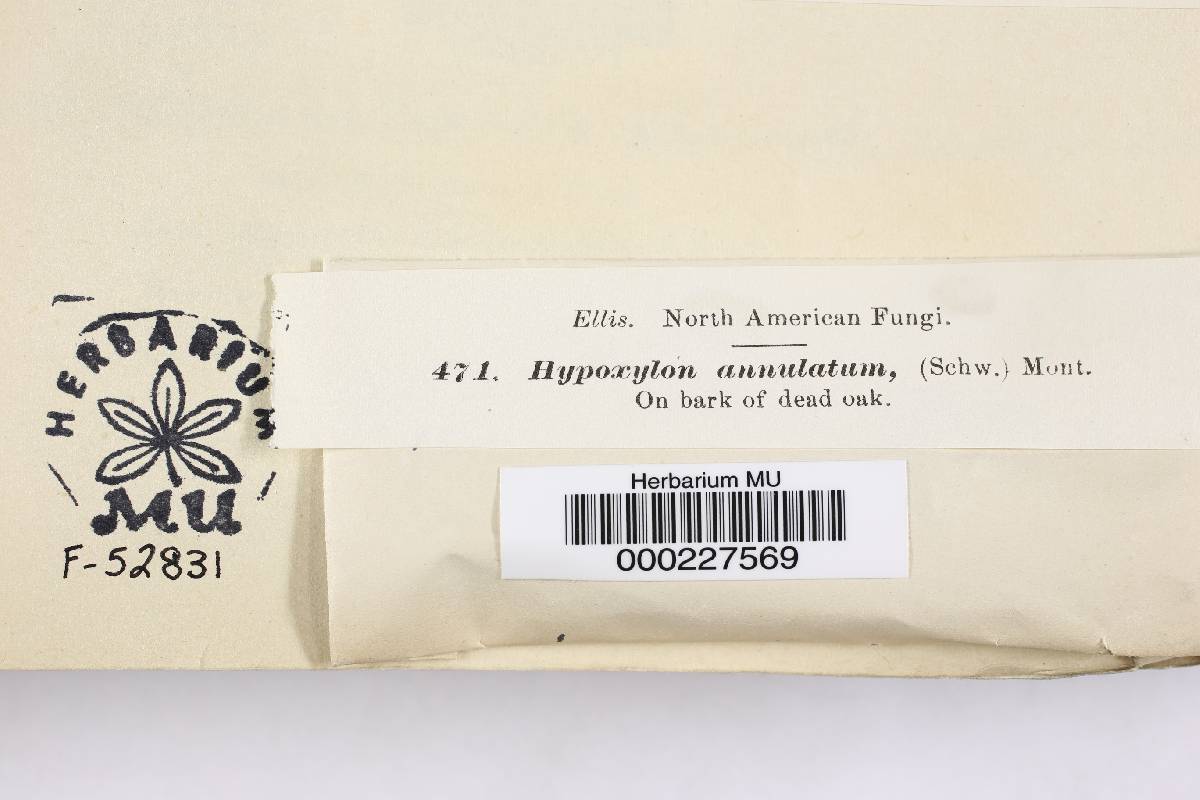 Ellis. North American Fungi.
471. Hypoxylon annulatum, (Schw.) Mont.
On bark of dead oak.
HERBARIUM
MU
F-52831
Herbarium MU
000227569